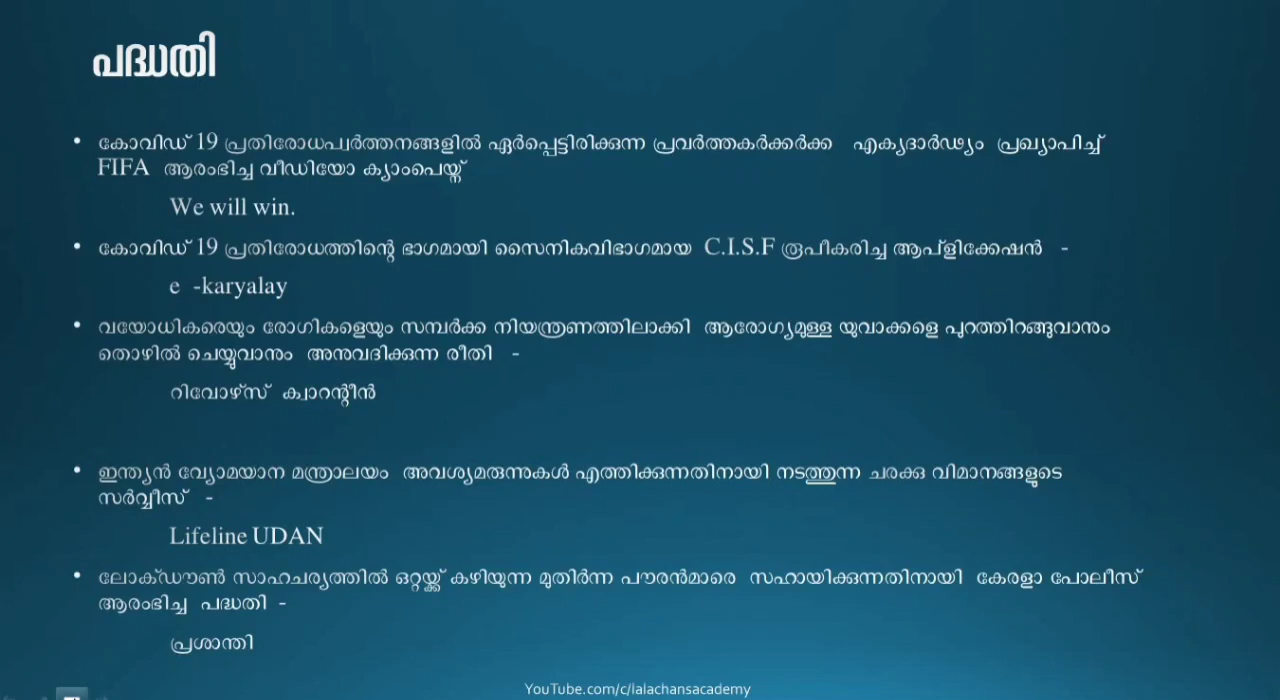 പദ്ധതി
• കോവിഡ് 19 പ്രതിരോധപ്വർത്തനങ്ങളിൽ ഏർപ്പെട്ടിരിക്കുന്ന പ്രവർത്തകർക്കർക്ക എക്യദാർഢ്യം പ്രഖ്യാപിച്ച്
FIFA ആരംഭിച്ച വീഡിയോ ക്യാംപെയ്ന്
We will win.
• കോവിഡ് 19 പ്രതിരോധത്തിന്റെ ഭാഗമായി സൈനികവിഭാഗമായ C.I.S.F രൂപീകരിച്ച ആപ്ളിക്കേഷൻ -
e -karyalay
• വയോധികരെയും രോഗികളെയും സമ്പർക്ക നിയന്ത്രണത്തിലാക്കി ആരോഗ്യമുള്ള യുവാക്കളെ പുറത്തിറങ്ങുവാനും
തൊഴിൽ ചെയ്യുവാനും അനുവദിക്കുന്ന രീതി -
റിവോഴ്സ് ക്വാറന്റീൻ
• ഇന്ത്യൻ വ്യോമയാന മന്ത്രാലയം അവശ്യമരുന്നുകൾ എത്തിക്കുന്നതിനായി നടത്തുന്ന ചരക്കു വിമാനങ്ങളുടെ
സർവ്വീസ് -
Lifeline UDAN
• ലോക്ഡൗൺ സാഹചര്യത്തിൽ ഒറ്റയ്ക്ക് കഴിയുന്ന മുതിർന്ന പൗരൻമാരെ സഹായിക്കുന്നതിനായി കേരളാ പോലീസ്
ആരംഭിച്ച പദ്ധതി -
പ്രശാന്തി
YouTube.com/c/lalachansacademy